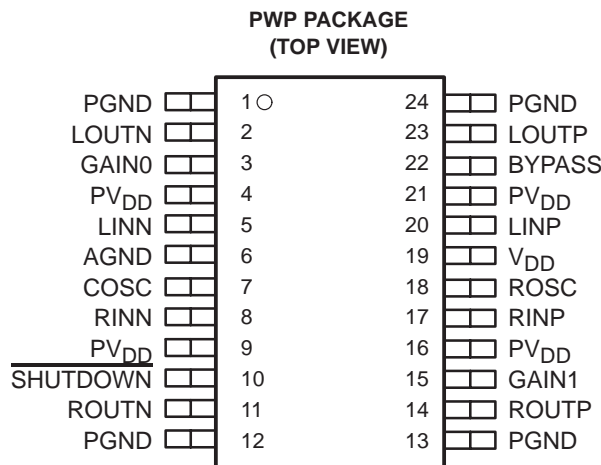 PWP PACKAGE
(TOP VIEW)
PGND 1 24 PGND
LOUTN 2 23 LOUTP
GAIN0 3 22 BYPASS
PVDD 4 21 PVDD
LINN 5 20 LINP
AGND 6 19 VDD
COSC 7 18 ROSC
RINN 8 17 RINP
PVDD 9 16 PVDD
SHUTDOWN 10 15 GAIN1
ROUTN 11 14 ROUTP
PGND 12 13 PGND